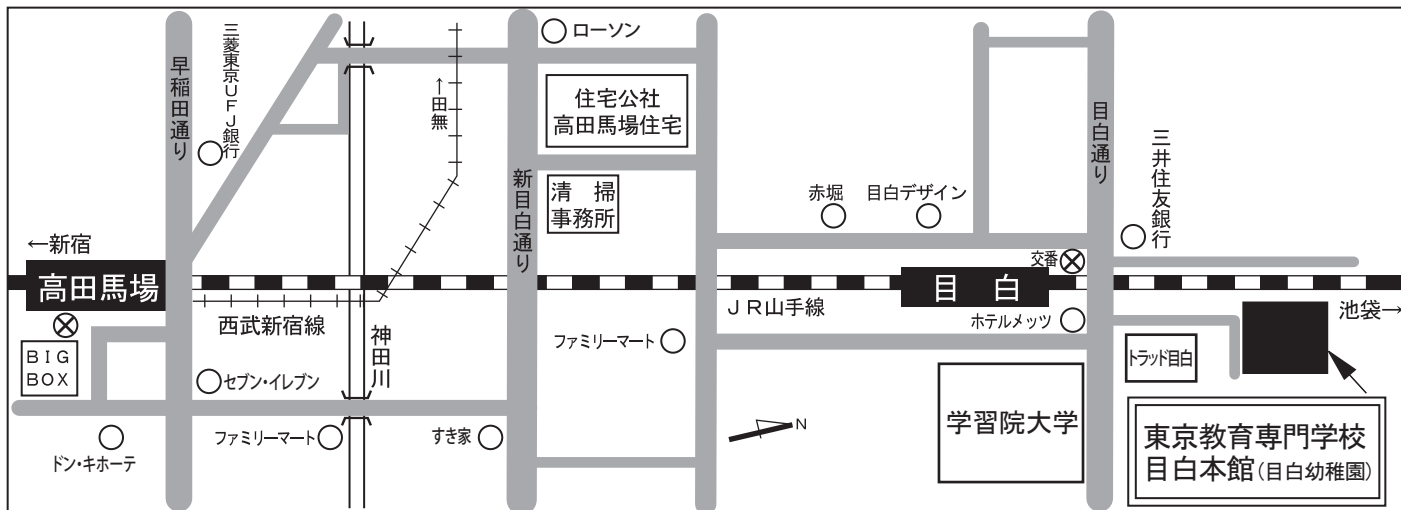 三菱東京UFJ銀行
早稲田通り
←新宿
高田馬場
BIG
BOX
ドン・キホーテ
セブン・イレブン
西武新宿線
ファミリーマート
神田川
←田無
すき家
新目白通り
ローソン
住宅公社
高田馬場住宅
清 掃
事務所
ファミリーマート
赤堀
目白デザイン
JR山手線
目 白
交番
ホテルメッツ
目白通り
三井住友銀行
池袋→
トラッド目白
学習院大学
N
東京教育専門学校
目白本館(目白幼稚園)